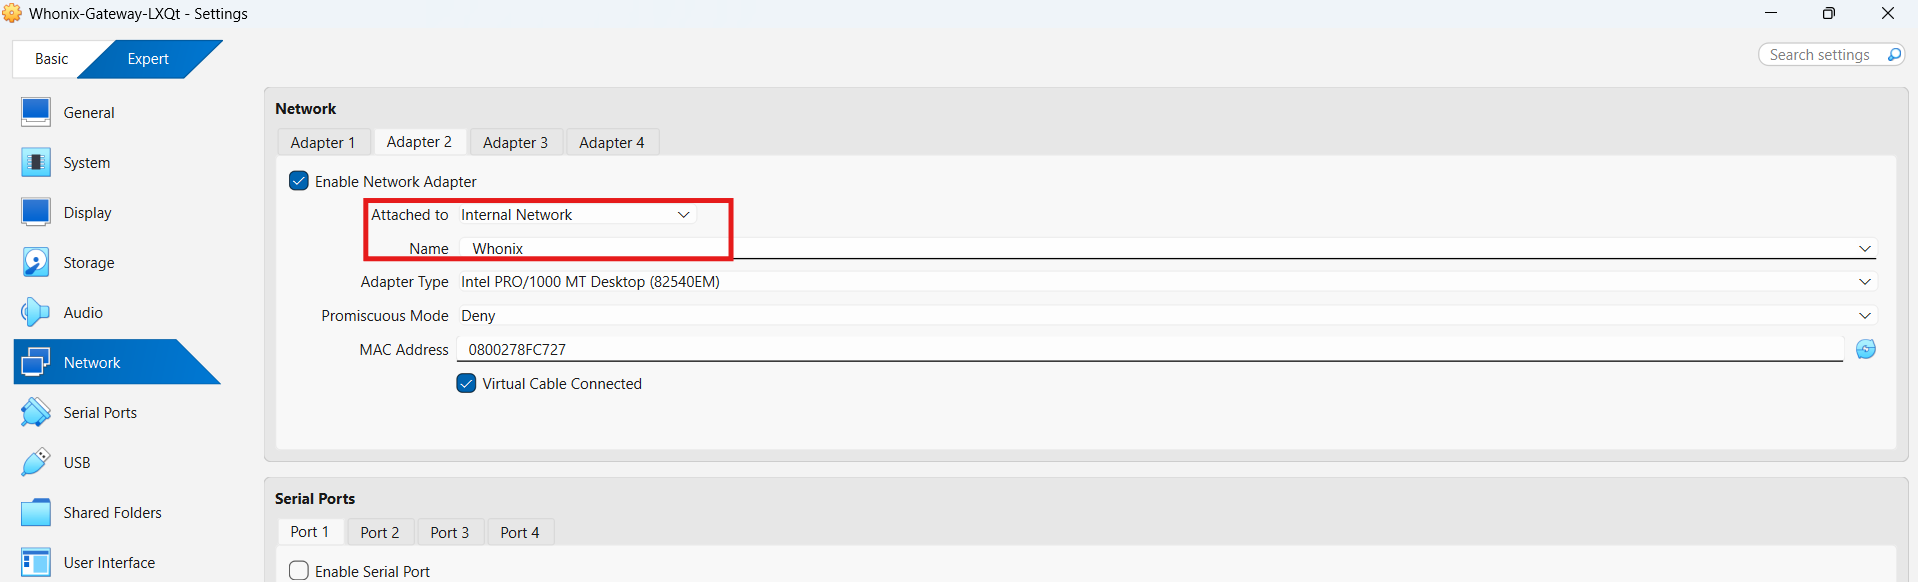 Whonix-Gateway-LXQt - Settings
Basic
Expert
Search settings
General
System
Display
Storage
Audio
Network
Serial Ports
USB
Shared Folders
User Interface
Network
Adapter 1
Adapter 2
Adapter 3
Adapter 4
Enable Network Adapter
Attached to Internal Network
Name Whonix
Adapter Type Intel PRO/1000 MT Desktop (82540EM)
Promiscuous Mode Deny
MAC Address 0800278FC727
Virtual Cable Connected
Serial Ports
Port 1
Port 2
Port 3
Port 4
Enable Serial Port